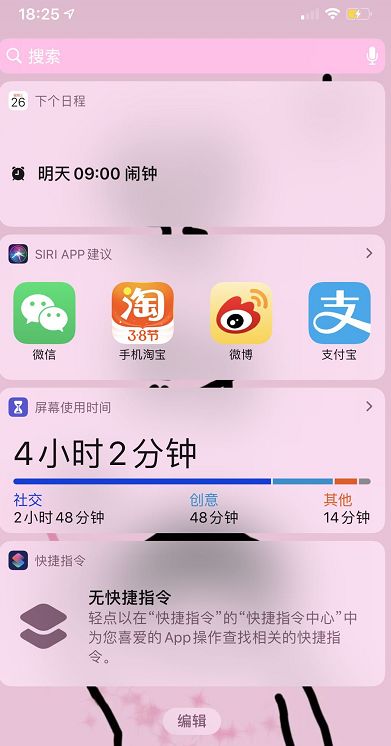 18:25
搜索
26
下个日程
明天 09:00 闹钟
SIRI APP 建议
淘
3.8节
支
微信
手机淘宝
微博
支付宝
屏幕使用时间
4小时2分钟
社交 创意 其他
2小时48分钟 48分钟 14分钟
快捷指令
无快捷指令
轻点以在“快捷指令”的“快捷指令中心”中
为您喜爱的 App 操作查找相关的快捷指
令。
编辑